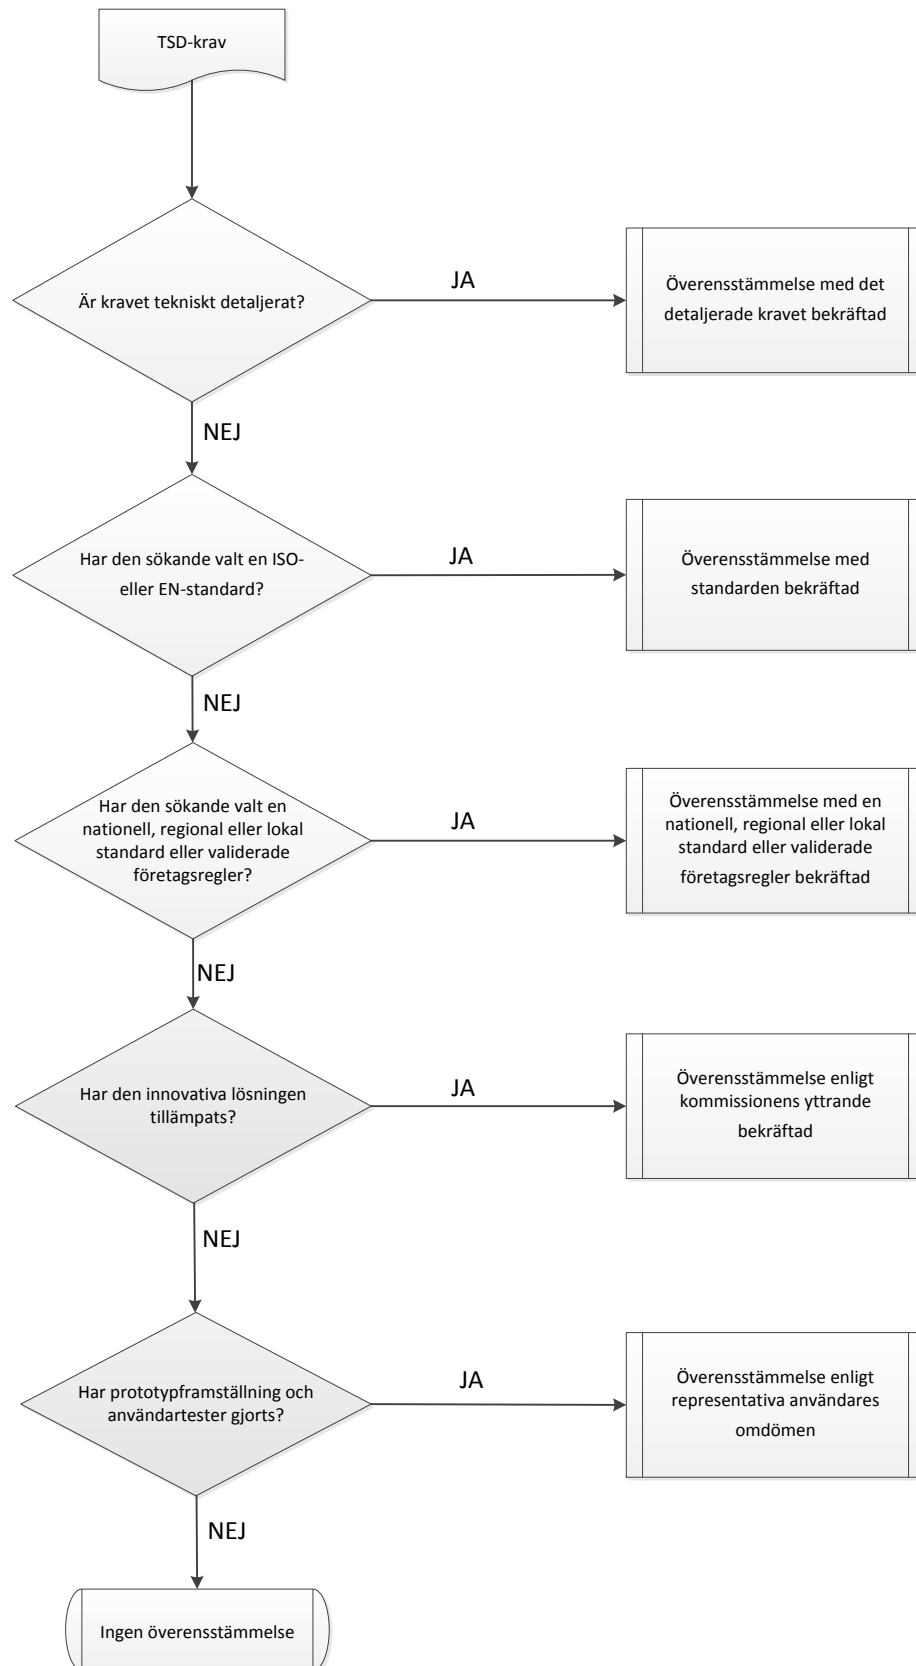 TSD-krav
Är kravet tekniskt detaljerat?
JA
Överensstämmelse med det
detaljerade kravet bekräftad
NEJ
Har den sökande valt en ISO-
eller EN-standard?
JA
Överensstämmelse med
standarden bekräftad
NEJ
Har den sökande valt en
nationell, regional eller lokal
standard eller validerade
företagsregler?
JA
Överensstämmelse med en
nationell, regional eller lokal
standard eller validerade
företagsregler bekräftad
NEJ
Har den innovativa lösningen
tillämpats?
JA
Överensstämmelse enligt
kommissionens yttrande
bekräftad
NEJ
Har prototypframställning och
användartester gjorts?
JA
Överensstämmelse enligt
representativa användares
omdömen
NEJ
Ingen överensstämmelse